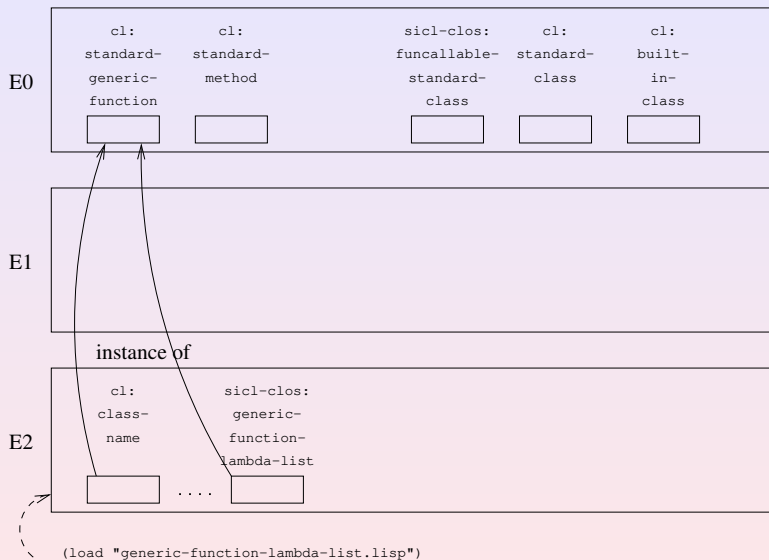 cl:
standard-
generic-
function
cl:
standard-
method
sicl-clos:
funcallable-
standard-
class
cl:
standard-
class
cl:
built-
in-
class
E0
E1
instance of
cl:
class-
name
sicl-clos:
generic-
function-
lambda-list
E2
....
(load "generic-function-lambda-list.lisp")